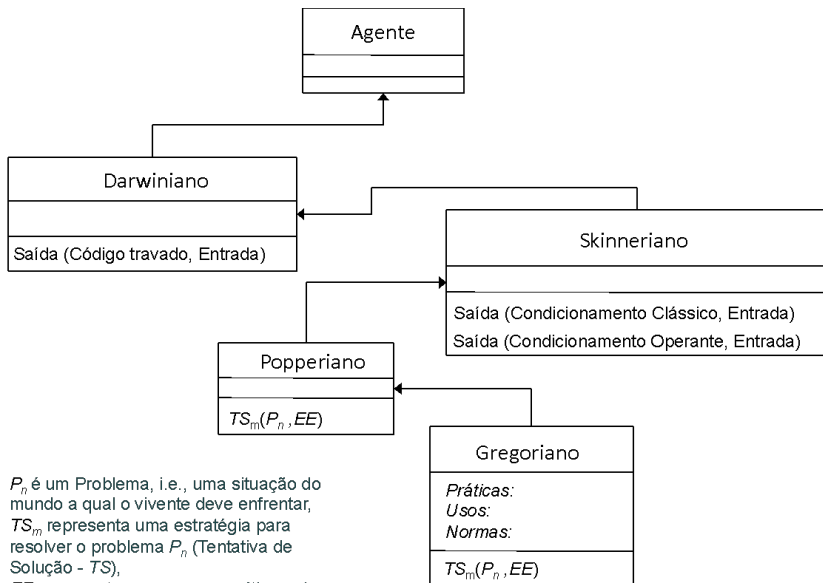 Agente
Darwiniano
Saída (Código travado, Entrada)
Skinneriano
Saída (Condicionamento Clássico, Entrada)
Saída (Condicionamento Operante, Entrada)
Popperiano
TSm(Pn ,EE)
Gregoriano
Práticas:
Usos:
Normas:
TSm(Pn ,EE)
Pn é um Problema, i.e., uma situação do
mundo a qual o vivente deve enfrentar,
TSm representa uma estratégia para
resolver o problema Pn (Tentativa de
Solução - TS),